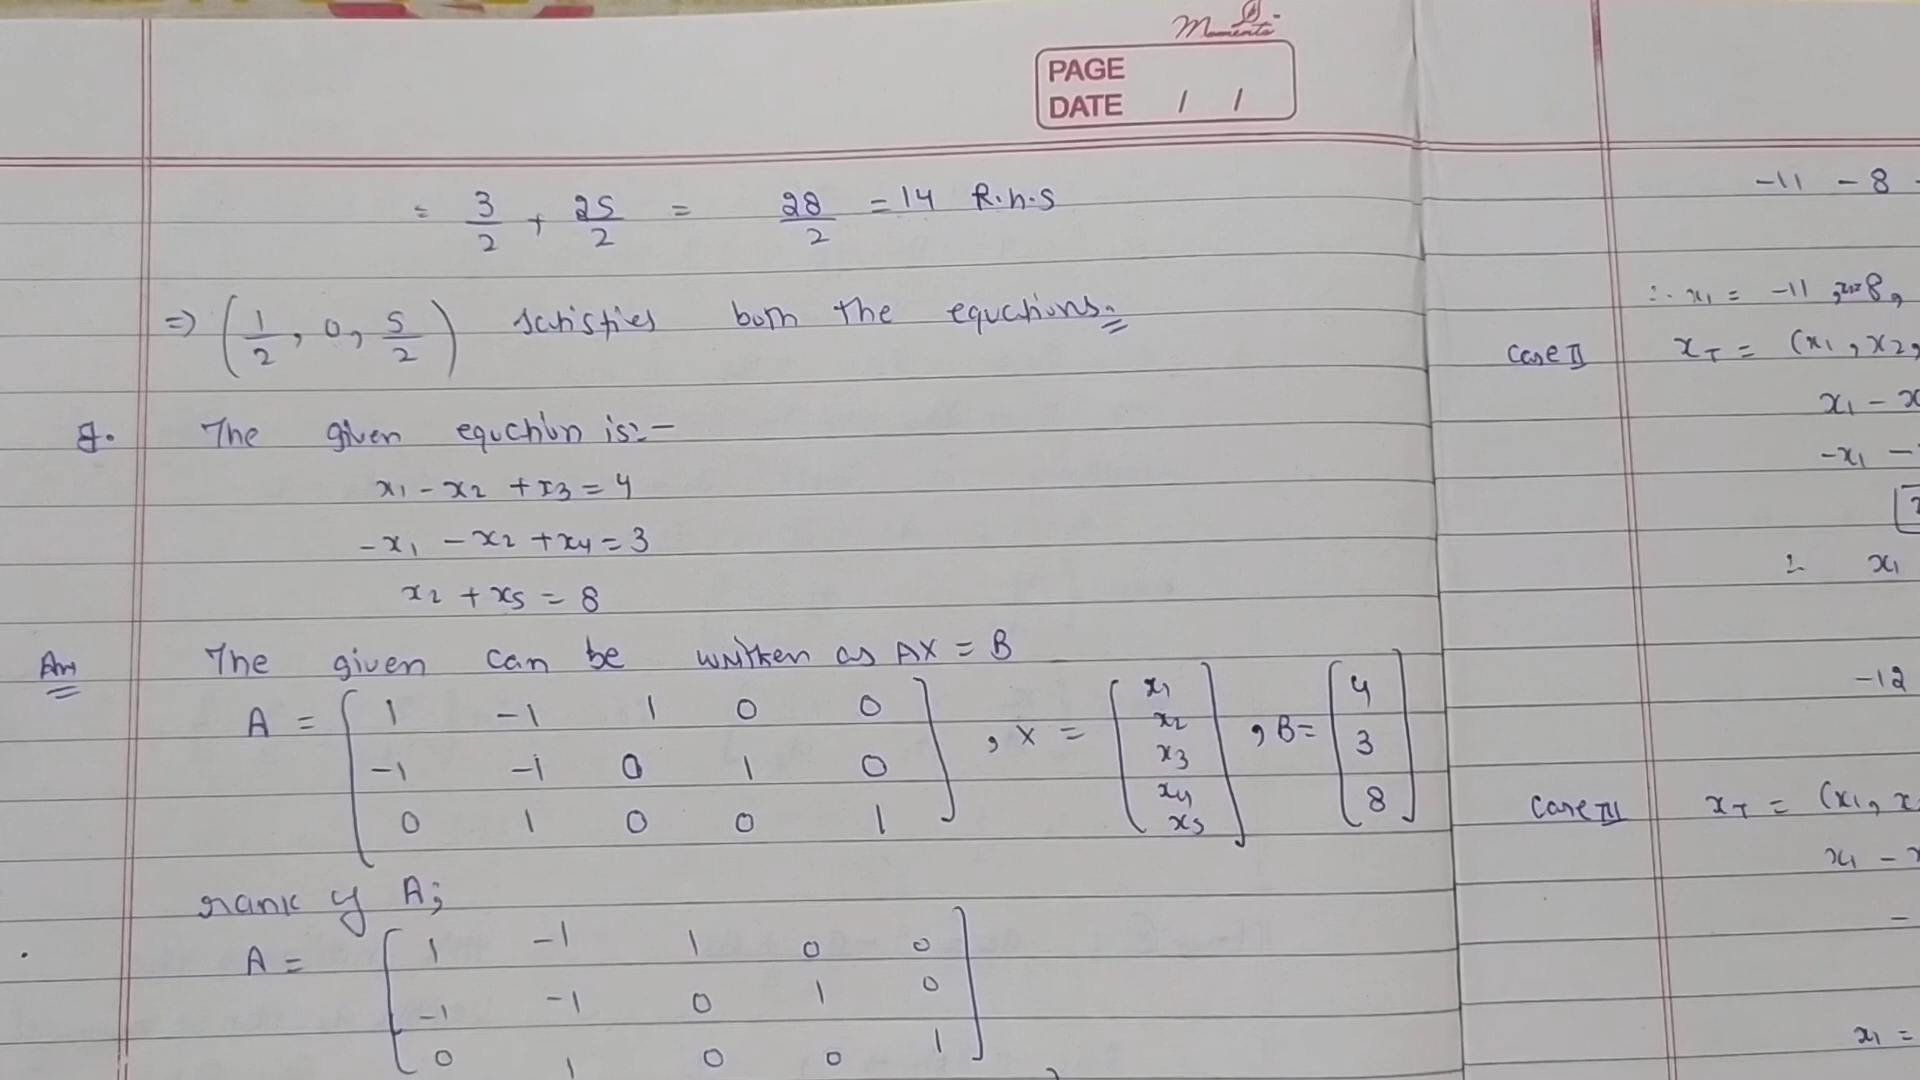 Momento
PAGE
DATE / /
= 3/2 + 25/2 = 28/2 = 14 R.h.s
=> (1/2, 0, 5/2) satisfies both the equations.
The given equation is:-
x1 - x2 + x3 = 4
-x1 - x2 + x4 = 3
x2 + x5 = 8
Ans The given can be written as AX = B
A = [1 -1 1 0 0
-1 -1 0 1 0
0 1 0 0 1], X = [x1
x2
x3
x4
x5], B = [4
3
8]
rank of A;
A = [1 -1 1 0 0
-1 -1 0 1 0
0 1 0 0 1]
-11 - 8
∴ x1 = -11, x2=8,
Case II xT = (x1, x2,
x1 - x
-x1 -
x1
-12
Case III xT = (x1, x
x1 - x
-
x1 =